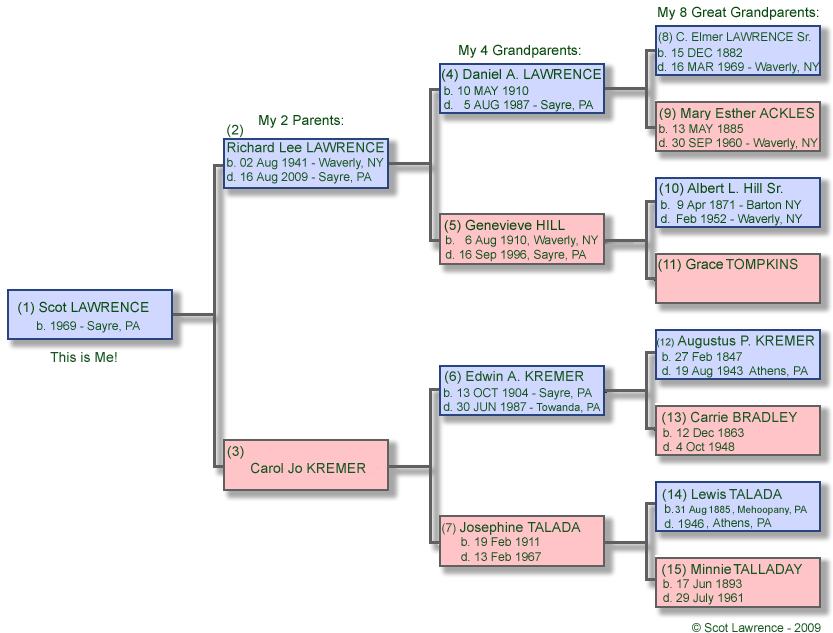 My 8 Great Grandparents:
(8) C. Elmer LAWRENCE Sr.
b. 15 DEC 1882
d. 16 MAR 1969 - Waverly, NY
My 4 Grandparents:
(4) Daniel A. LAWRENCE
b. 10 MAY 1910
d. 5 AUG 1987 - Sayre, PA
(9) Mary Esther ACKLES
b. 13 MAY 1885
d. 30 SEP 1960 - Waverly, NY
My 2 Parents:
(2)
Richard Lee LAWRENCE
b. 02 Aug 1941 - Waverly, NY
d. 16 Aug 2009 - Sayre, PA
(10) Albert L. Hill Sr.
b. 9 Apr 1871 - Barton NY
d. Feb 1952 - Waverly, NY
(5) Genevieve HILL
b. 6 Aug 1910, Waverly, NY
d. 16 Sep 1996, Sayre, PA
(11) Grace TOMPKINS
(1) Scot LAWRENCE
b. 1969 - Sayre, PA
This is Me!
(12) Augustus P. KREMER
b. 27 Feb 1847
d. 19 Aug 1943 Athens, PA
(6) Edwin A. KREMER
b. 13 OCT 1904 - Sayre, PA
d. 30 JUN 1987 - Towanda, PA
(13) Carrie BRADLEY
b. 12 Dec 1863
d. 4 Oct 1948
(3)
Carol Jo KREMER
(14) Lewis TALADA
b. 31 Aug 1885, Mehoopany, PA
d. 1946, Athens, PA
(7) Josephine TALADA
b. 19 Feb 1911
d. 13 Feb 1967
(15) Minnie TALLADAY
b. 17 Jun 1893
d. 29 July 1961
© Scot Lawrence - 2009